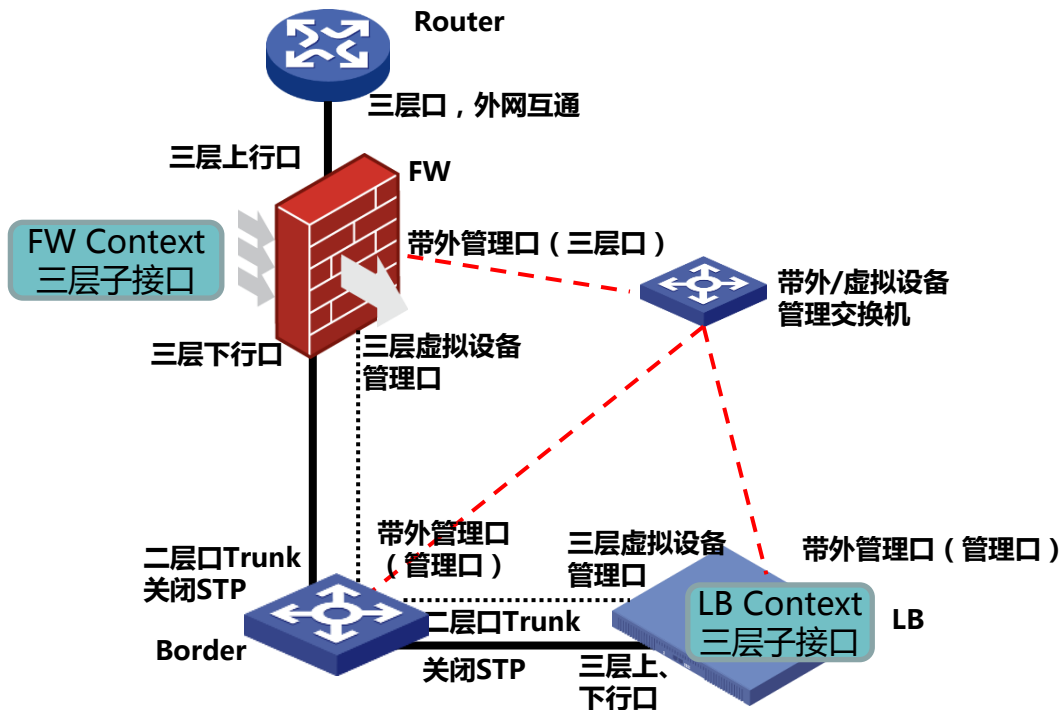 Router
三层口，外网互通
三层上行口
FW
FW Context
三层子接口
带外管理口（三层口）
带外/虚拟设备
管理交换机
三层下行口
三层虚拟设备
管理口
带外管理口
（管理口）
三层虚拟设备
管理口
带外管理口（管理口）
二层口Trunk
关闭STP
LB Context
三层子接口
LB
二层口Trunk
Border
关闭STP
三层上、
下行口